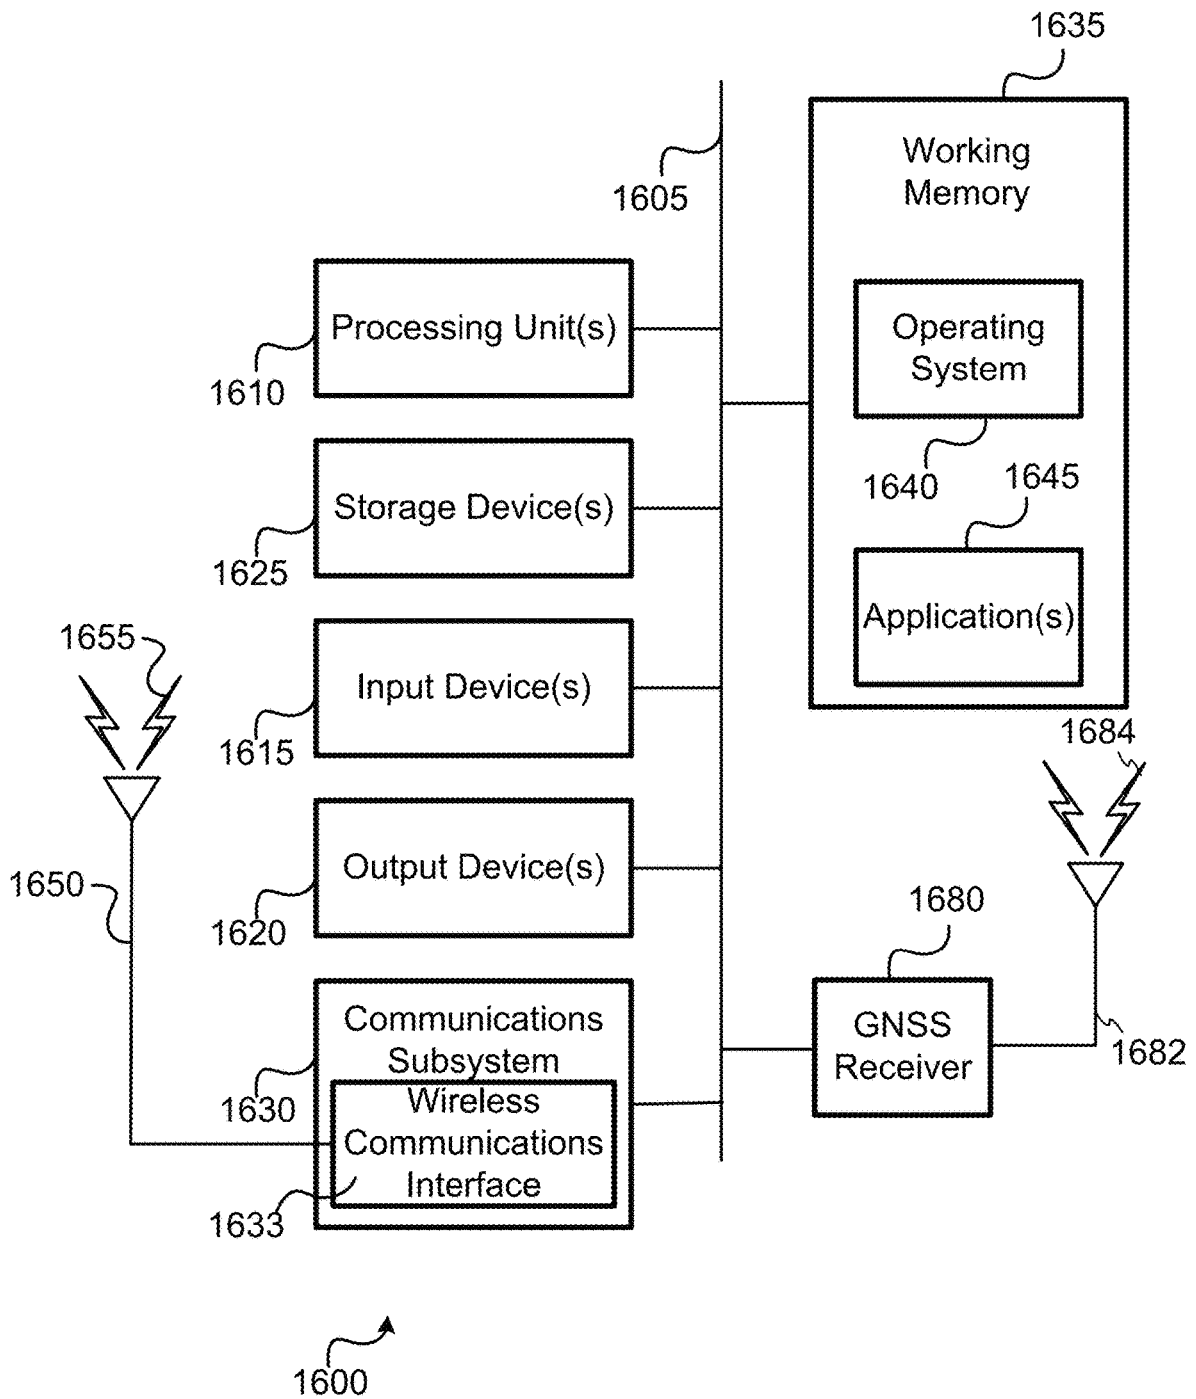 1635
Working
Memory
1605
Processing Unit(s)
1610
Operating
System
1640
Storage Device(s)
1625
1645
Application(s)
1655
Input Device(s)
1615
1684
Output Device(s)
1620
1650
1680
GNSS
Receiver
1682
Communications
Subsystem
1630
Wireless
Communications
Interface
1633
1600